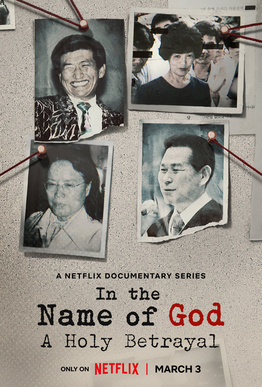 A NETFLIX DOCUMENTARY SERIES
In the
Name of God
A Holy Betrayal
ONLY ON NETFLIX | MARCH 3